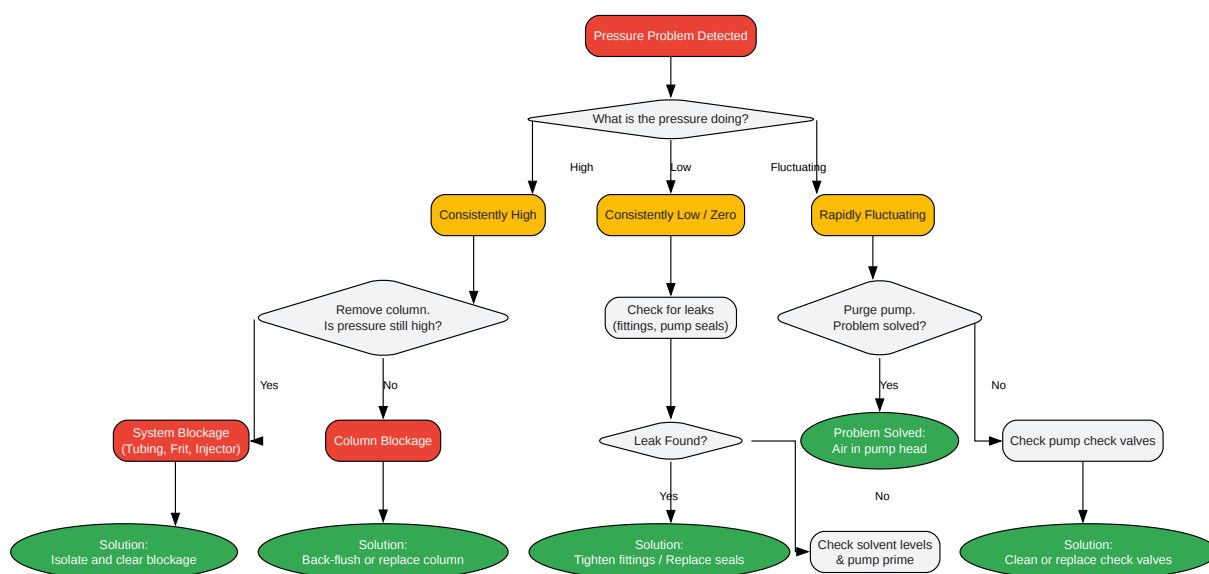 Pressure Problem Detected
What is the pressure doing?
High
Low
Fluctuating
Consistently High
Consistently Low / Zero
Rapidly Fluctuating
Remove column.
Is pressure still high?
Check for leaks
(fittings, pump seals)
Purge pump.
Problem solved?
Yes
No
Yes
No
System Blockage
(Tubing, Frit, Injector)
Column Blockage
Leak Found?
Problem Solved:
Air in pump head
Check pump check valves
Yes
No
Solution:
Isolate and clear blockage
Solution:
Back-flush or replace column
Solution:
Tighten fittings / Replace seals
Check solvent levels
& pump prime
Solution:
Clean or replace check valves